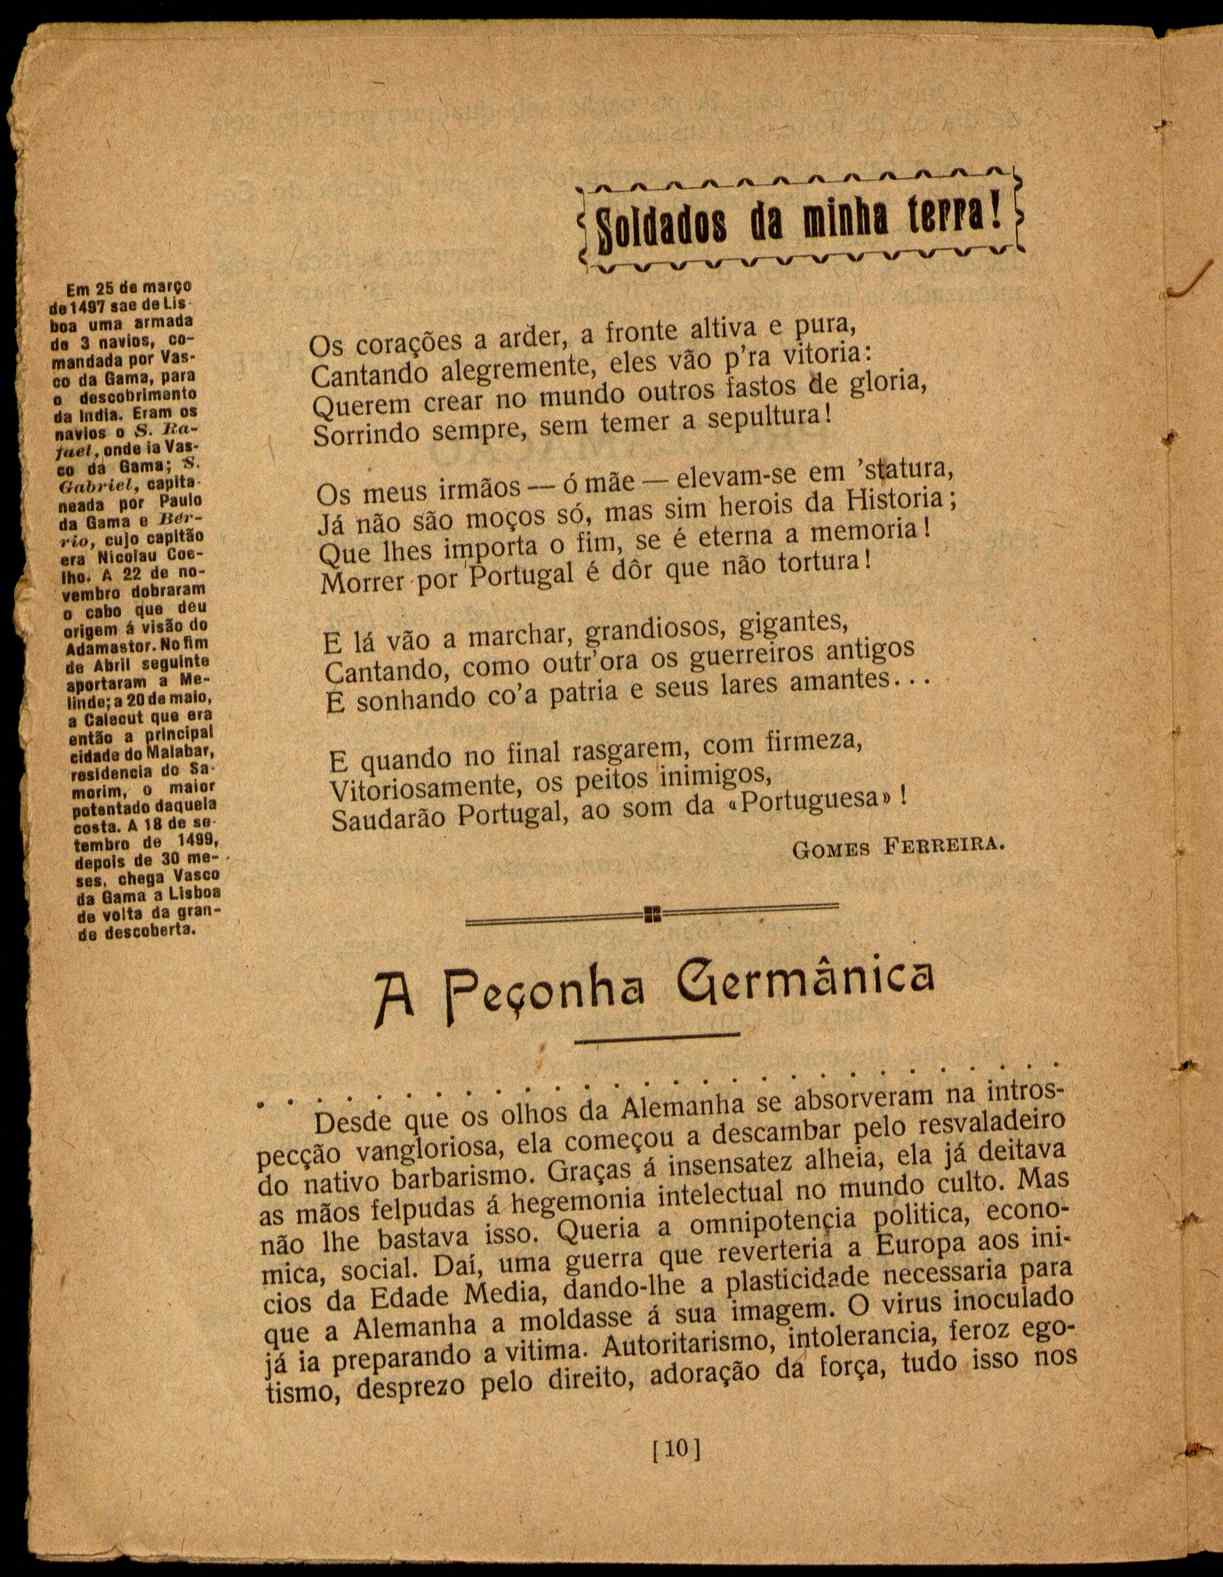 Soldados da minha terra!
Em 25 de março
de 1497 sae de Lis-
boa uma armada
de 3 navios, co-
mandada por Vas-
co da Gama, para
o descobrimento
da India. Eram os
navios o S. Ra-
fael, onde ia Vas-
co da Gama; S.
Gabriel, capita-
neada por Paulo
da Gama e Bér-
rio, cujo capitão
era Nicolau Coe-
lho. A 22 de no-
vembro dobraram
o cabo que deu
origem á visão do
Adamastor. No fim
de Abril seguinte
aportaram a Me-
linde; a 20 de maio,
a Calecut que era
então a principal
cidade do Malabar,
residencia do Sa-
morim, o maior
potentado daquela
costa. A 18 de se-
tembro de 1499,
depois de 30 me-
ses, chega Vasco
da Gama a Lisboa
de volta da gran-
de descoberta.
Os corações a arder, a fronte altiva e pura,
Cantando alegremente, eles vão p'ra vitoria:
Querem crear no mundo outros fastos de gloria,
Sorrindo sempre, sem temer a sepultura!
Os meus irmãos — ó mãe — elevam-se em 'statura,
Já não são moços só, mas sim herois da Historia;
Que lhes importa o fim, se é eterna a memoria!
Morrer por Portugal é dôr que não tortura!
E lá vão a marchar, grandiosos, gigantes,
Cantando, como outr'ora os guerreiros antigos
E sonhando co'a patria e seus lares amantes...
E quando no final rasgarem, com firmeza,
Vitoriosamente, os peitos inimigos,
Saudarão Portugal, ao som da «Portuguesa»!
GOMES FERREIRA.
A Peçonha Germânica
. . . . . . . . . . . . . . . . . . . . . . . . . . . .
Desde que os olhos da Alemanha se absorveram na intros-
pecção vangloriosa, ela começou a descambar pelo resvaladeiro
do nativo barbarismo. Graças á insensatez alheia, ela já deitava
as mãos felpudas á hegemonia intelectual no mundo culto. Mas
não lhe bastava isso. Queria a omnipotencia politica, econo-
mica, social. Daí, uma guerra que reverteria a Europa aos ini-
cios da Edade Media, dando-lhe a plasticidade necessaria para
que a Alemanha a moldasse á sua imagem. O virus inoculado
já ia preparando a vitima. Autoritarismo, intolerancia, feroz ego-
tismo, desprezo pelo direito, adoração da força, tudo isso nos
[10]